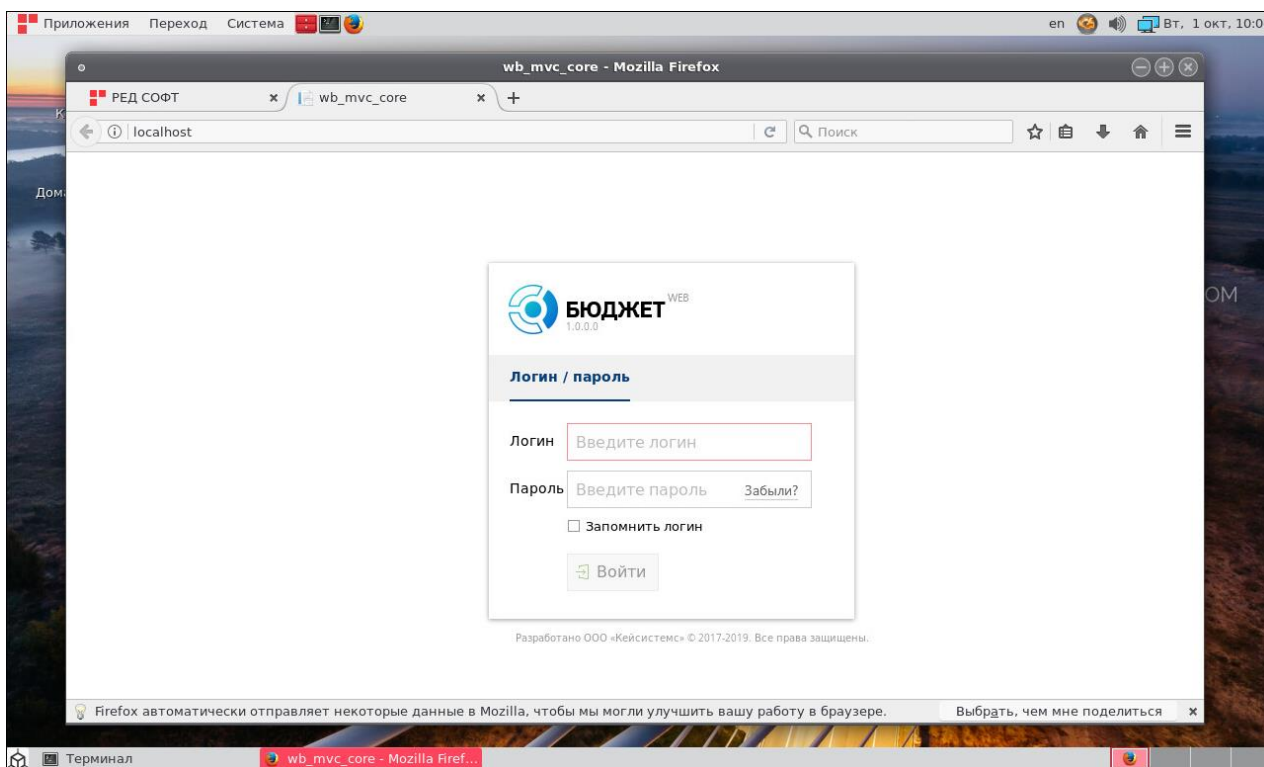 Приложения Переход Система
en
Вт, 1 окт, 10:0
wb_mvc_core - Mozilla Firefox
РЕД СОФТ
wb_mvc_core
localhost
Поиск
Дома
ОМ
БЮДЖЕТ WEB
1.0.0.0
Логин / пароль
Логин
Введите логин
Пароль
Введите пароль
Забыли?
Запомнить логин
Войти
Разработано ООО «Кейсистемс» © 2017-2019. Все права защищены.
Firefox автоматически отправляет некоторые данные в Mozilla, чтобы мы могли улучшить вашу работу в браузере.
Выбрать, чем мне поделиться
Терминал
wb_mvc_core - Mozilla Firef...